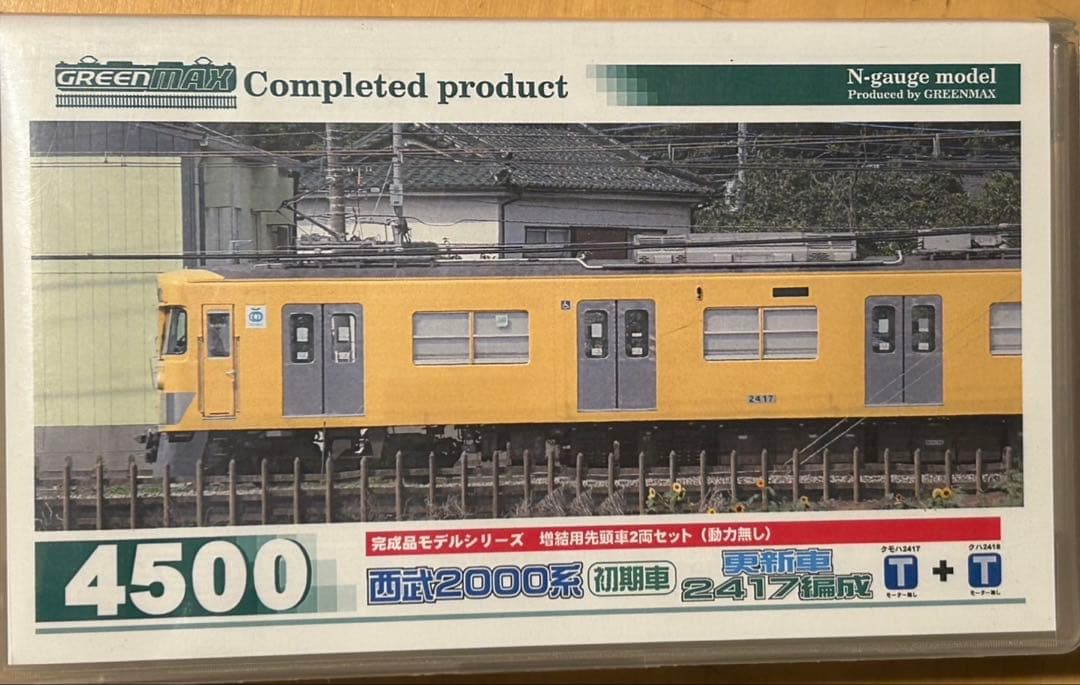 GREENMAX Completed product
N-gauge model
Produced by GREENMAX
2417
4500
完成品モデルシリーズ 増結用先頭車2両セット（動力無し）
西武2000系 初期車 更新車 2417編成
クモハ2417
T
モーター無し
+
クハ2418
T
モーター無し